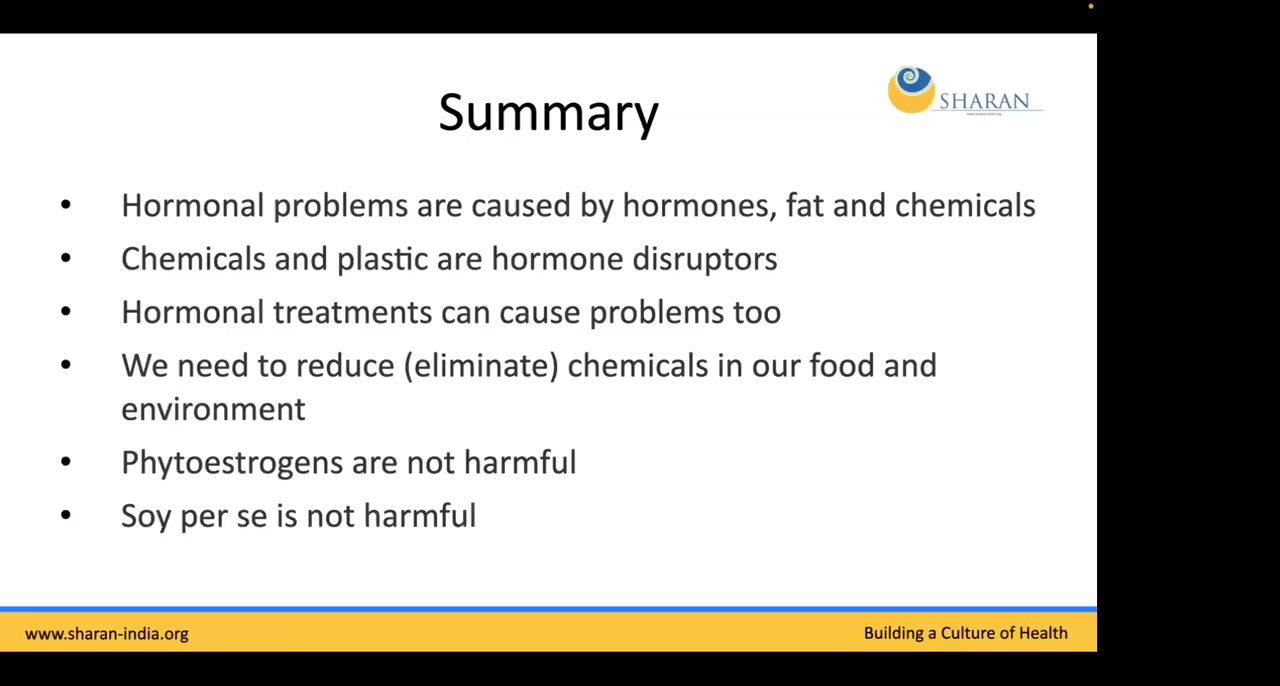 SHARAN
Summary
• Hormonal problems are caused by hormones, fat and chemicals
• Chemicals and plastic are hormone disruptors
• Hormonal treatments can cause problems too
• We need to reduce (eliminate) chemicals in our food and
environment
• Phytoestrogens are not harmful
• Soy per se is not harmful
www.sharan-india.org
Building a Culture of Health